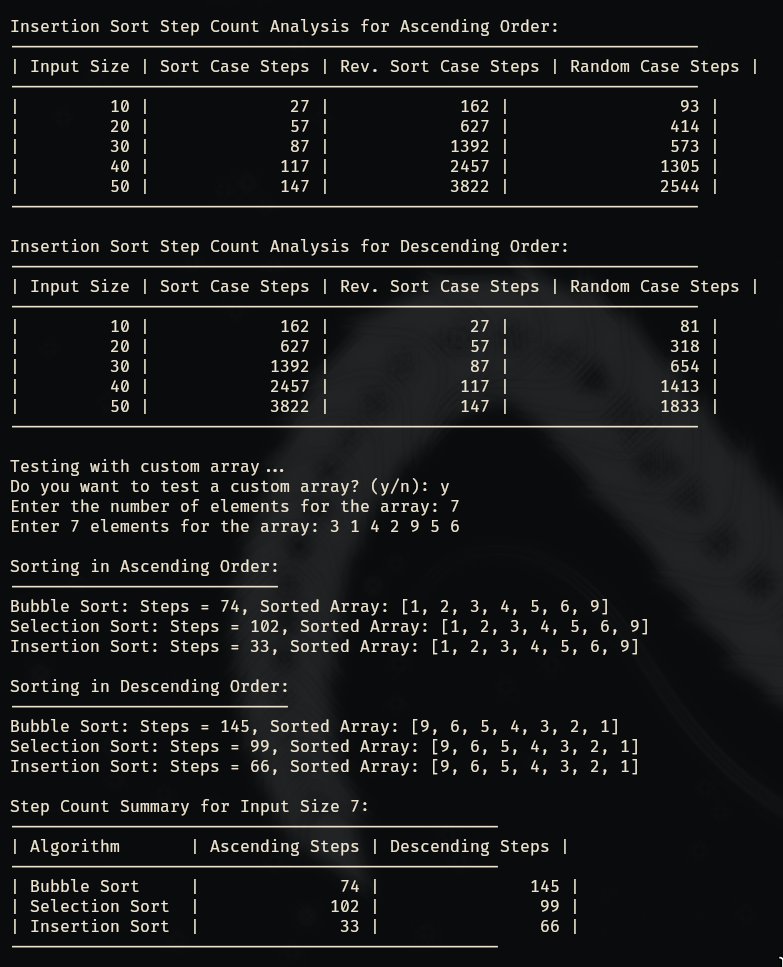 Insertion Sort Step Count Analysis for Ascending Order:
| Input Size | Sort Case Steps | Rev. Sort Case Steps | Random Case Steps |
| 10 | 27 | 162 | 93 |
| 20 | 57 | 627 | 414 |
| 30 | 87 | 1392 | 573 |
| 40 | 117 | 2457 | 1305 |
| 50 | 147 | 3822 | 2544 |
Insertion Sort Step Count Analysis for Descending Order:
| Input Size | Sort Case Steps | Rev. Sort Case Steps | Random Case Steps |
| 10 | 162 | 27 | 81 |
| 20 | 627 | 57 | 318 |
| 30 | 1392 | 87 | 654 |
| 40 | 2457 | 117 | 1413 |
| 50 | 3822 | 147 | 1833 |
Testing with custom array...
Do you want to test a custom array? (y/n): y
Enter the number of elements for the array: 7
Enter 7 elements for the array: 3 1 4 2 9 5 6
Sorting in Ascending Order:
Bubble Sort: Steps = 74, Sorted Array: [1, 2, 3, 4, 5, 6, 9]
Selection Sort: Steps = 102, Sorted Array: [1, 2, 3, 4, 5, 6, 9]
Insertion Sort: Steps = 33, Sorted Array: [1, 2, 3, 4, 5, 6, 9]
Sorting in Descending Order:
Bubble Sort: Steps = 145, Sorted Array: [9, 6, 5, 4, 3, 2, 1]
Selection Sort: Steps = 99, Sorted Array: [9, 6, 5, 4, 3, 2, 1]
Insertion Sort: Steps = 66, Sorted Array: [9, 6, 5, 4, 3, 2, 1]
Step Count Summary for Input Size 7:
| Algorithm | Ascending Steps | Descending Steps |
| Bubble Sort | 74 | 145 |
| Selection Sort | 102 | 99 |
| Insertion Sort | 33 | 66 |